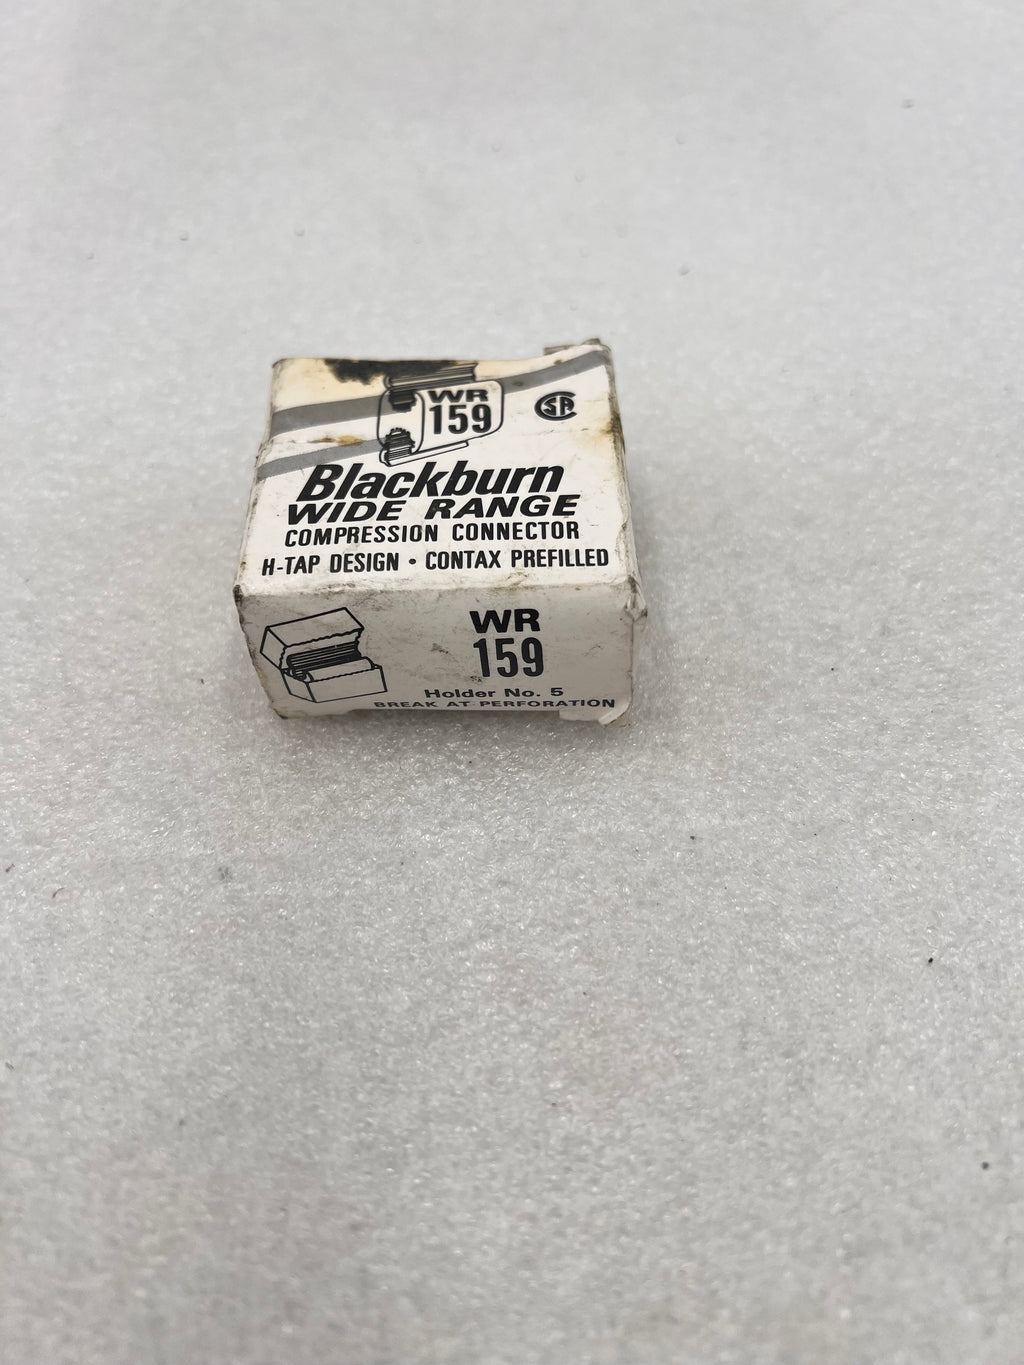 WR
159
SA
Blackburn
WIDE RANGE
COMPRESSION CONNECTOR
H-TAP DESIGN • CONTAX PREFILLED
WR
159
Holder No. 5
BREAK AT PERFORATION